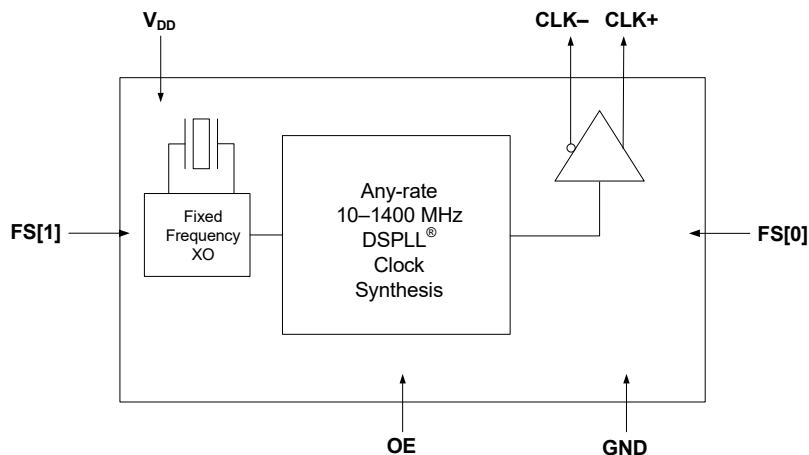 V_DD
CLK– CLK+
FS[1]
Fixed
Frequency
XO
Any-rate
10–1400 MHz
DSPLL®
Clock
Synthesis
FS[0]
OE
GND